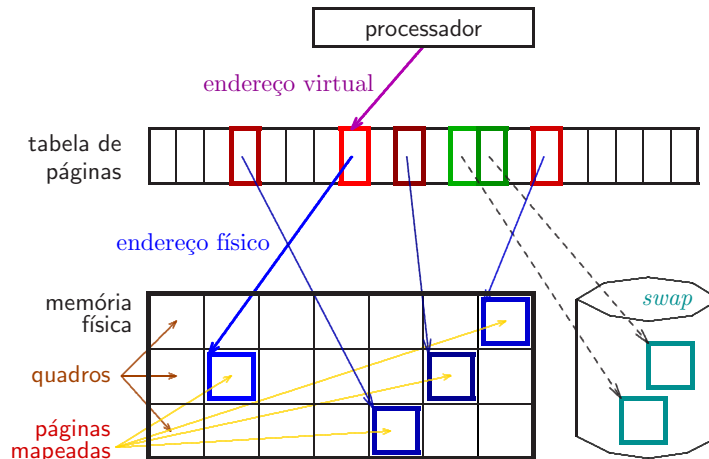 processador
endereço virtual
tabela de
páginas
endereço físico
memória
física
swap
quadros
páginas
mapeadas